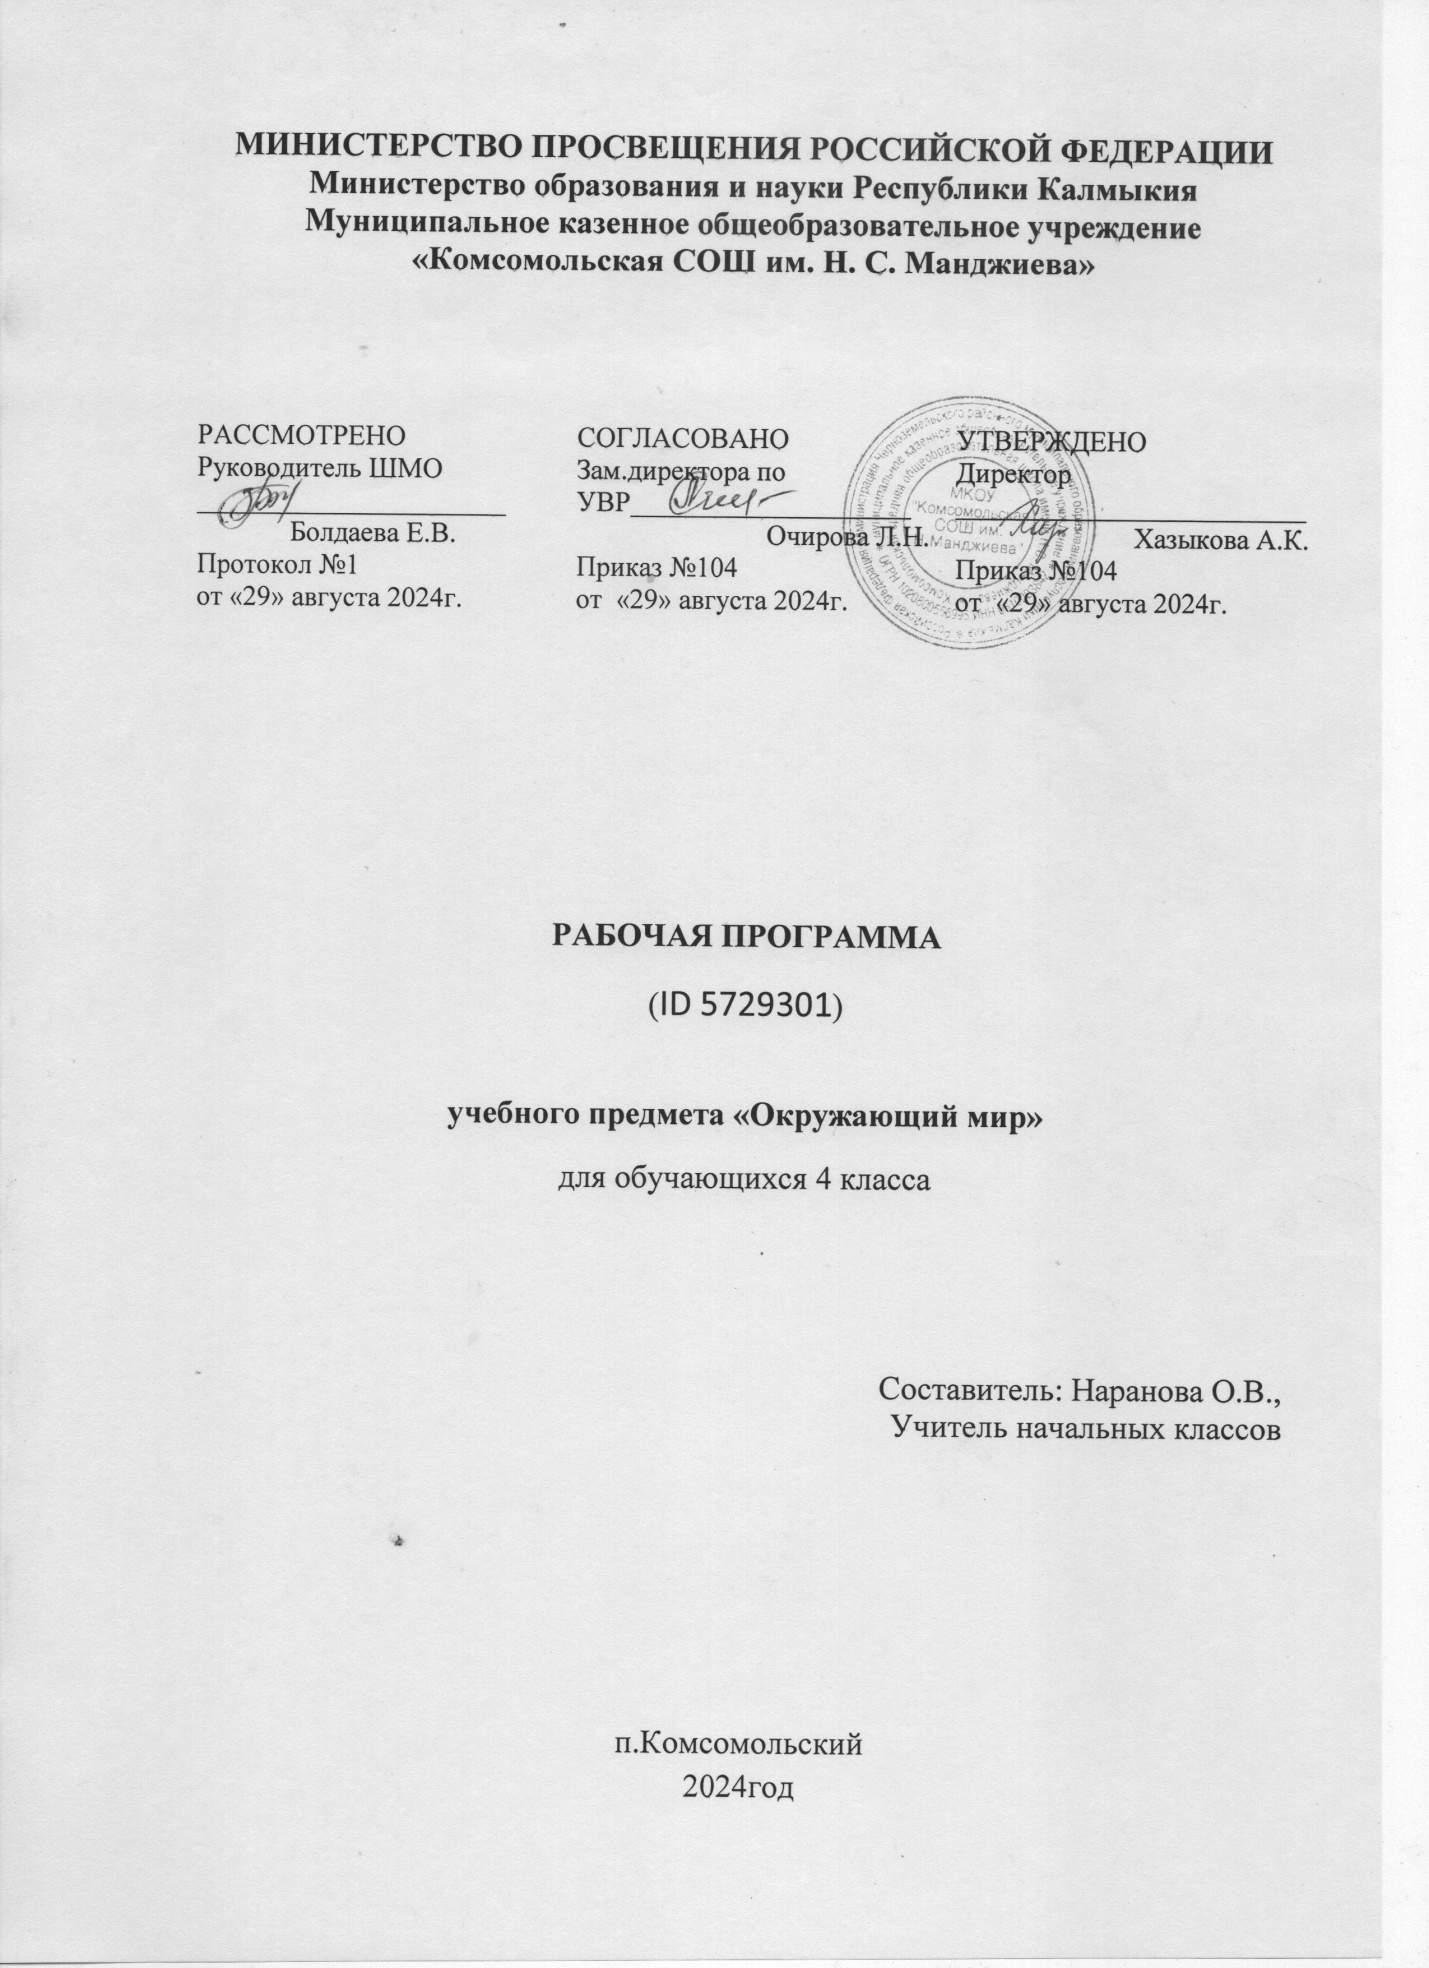 МИНИСТЕРСТВО ПРОСВЕЩЕНИЯ РОССИЙСКОЙ ФЕДЕРАЦИИ
Министерство образования и науки Республики Калмыкия
Муниципальное казенное общеобразовательное учреждение
«Комсомольская СОШ им. Н. С. Манджиева»
РАССМОТРЕНО
Руководитель ШМО
Болдаева Е.В.
Протокол №1
от «29» августа 2024г.
СОГЛАСОВАНО
Зам.директора по
УВР
Очирова Л.Н.
Приказ №104
от «29» августа 2024г.
УТВЕРЖДЕНО
Директор
Хазыкова А.К.
Приказ №104
от «29» августа 2024г.
МКОУ
"Комсомольская
СОШ им.
Н.Манджиева"
РАБОЧАЯ ПРОГРАММА
(ID 5729301)
учебного предмета «Окружающий мир»
для обучающихся 4 класса
Составитель: Наранова О.В.,
Учитель начальных классов
п.Комсомольский
2024год